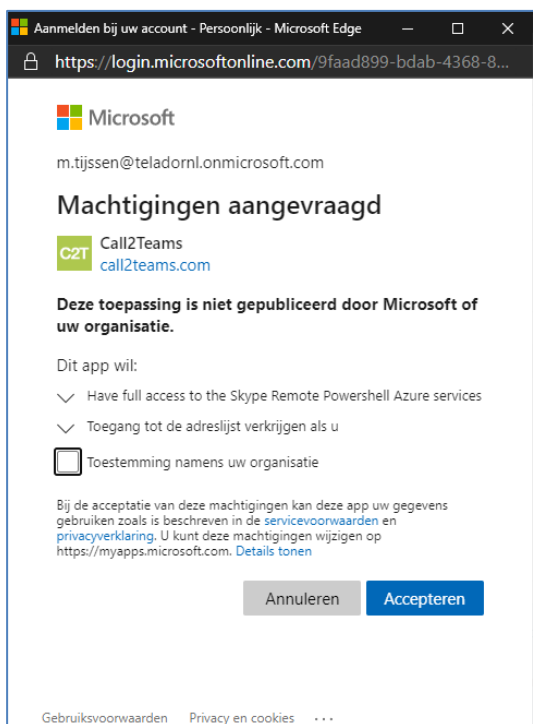 Aanmelden bij uw account - Persoonlijk - Microsoft Edge
https://login.microsoftonline.com/9faad899-bdab-4368-8...
Microsoft
m.tijssen@teladornl.onmicrosoft.com
Machtigingen aangevraagd
C2T
Call2Teams
call2teams.com
Deze toepassing is niet gepubliceerd door Microsoft of
uw organisatie.
Dit app wil:
Have full access to the Skype Remote Powershell Azure services
Toegang tot de adreslijst verkrijgen als u
Toestemming namens uw organisatie
Bij de acceptatie van deze machtigingen kan deze app uw gegevens
gebruiken zoals is beschreven in de servicevoorwaarden en
privacyverklaring. U kunt deze machtigingen wijzigen op
https://myapps.microsoft.com. Details tonen
Annuleren Accepteren
Gebruiksvoorwaarden Privacy en cookies ...